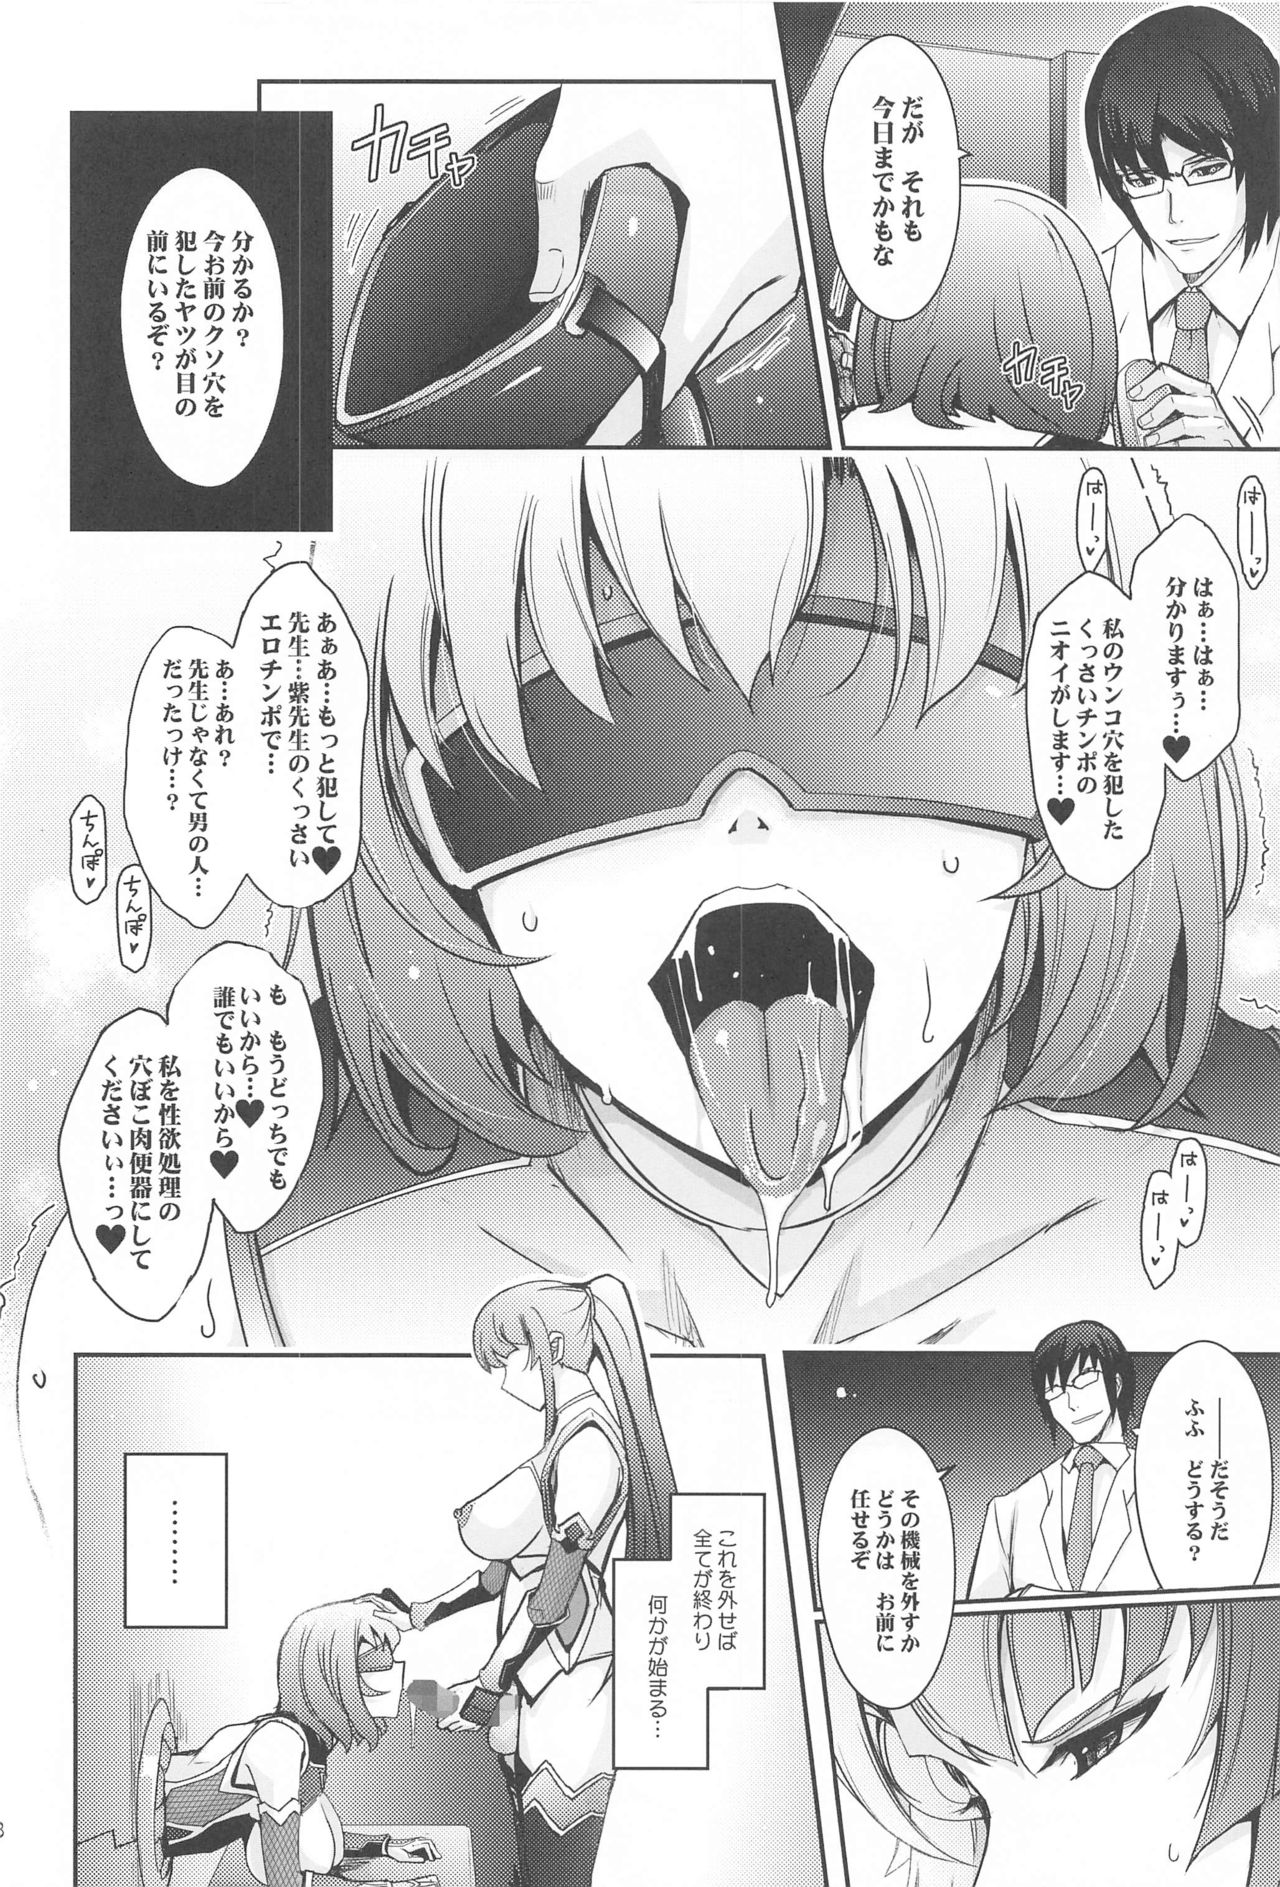 だが　それも
今日までかもな
カチャ
カチャ
分かるか？
今お前のクソ穴を
犯したヤツが目の
前にいるぞ？
はーっ
はーっ♥
はぁ…はぁ…
分かりますぅ…♥
私のウンコ穴を犯した
くっさいチンポの
ニオイがします…♥
あぁあ…もっと犯して♥
先生…紫先生のくっさい
エロチンポで…
あ…あれ？
先生じゃなくて男の人…
だったっけ…？
ちんぽ♥
ちんぽ♥
も　もうどっちでも
いいから…♥
誰でもいいから♥
私を性欲処理の
穴ぼこ肉便器にして
くださいぃ…っ♥
はーっ♥
はーっ♥
――だそうだ
ふふ　どうする？
その機械を外すか
どうかは　お前に
任せるぞ
これを外せば
全てが終わり
何かが始まる…
………
3